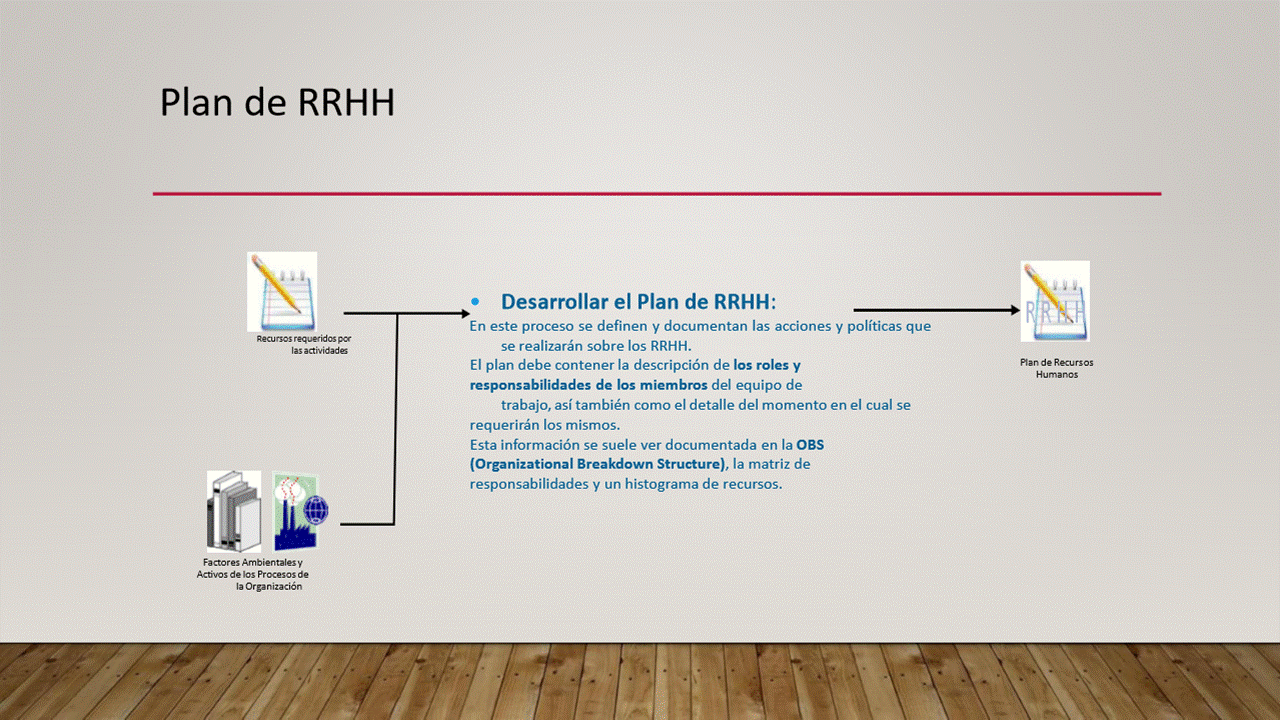 Plan de RRHH
Recursos requeridos por
las actividades
• Desarrollar el Plan de RRHH:
En este proceso se definen y documentan las acciones y políticas que
se realizarán sobre los RRHH.
El plan debe contener la descripción de los roles y
responsabilidades de los miembros del equipo de
trabajo, así también como el detalle del momento en el cual se
requerirán los mismos.
Esta información se suele ver documentada en la OBS
(Organizational Breakdown Structure), la matriz de
responsabilidades y un histograma de recursos.
RRHH
Plan de Recursos
Humanos
Factores Ambientales y
Activos de los Procesos de
la Organización